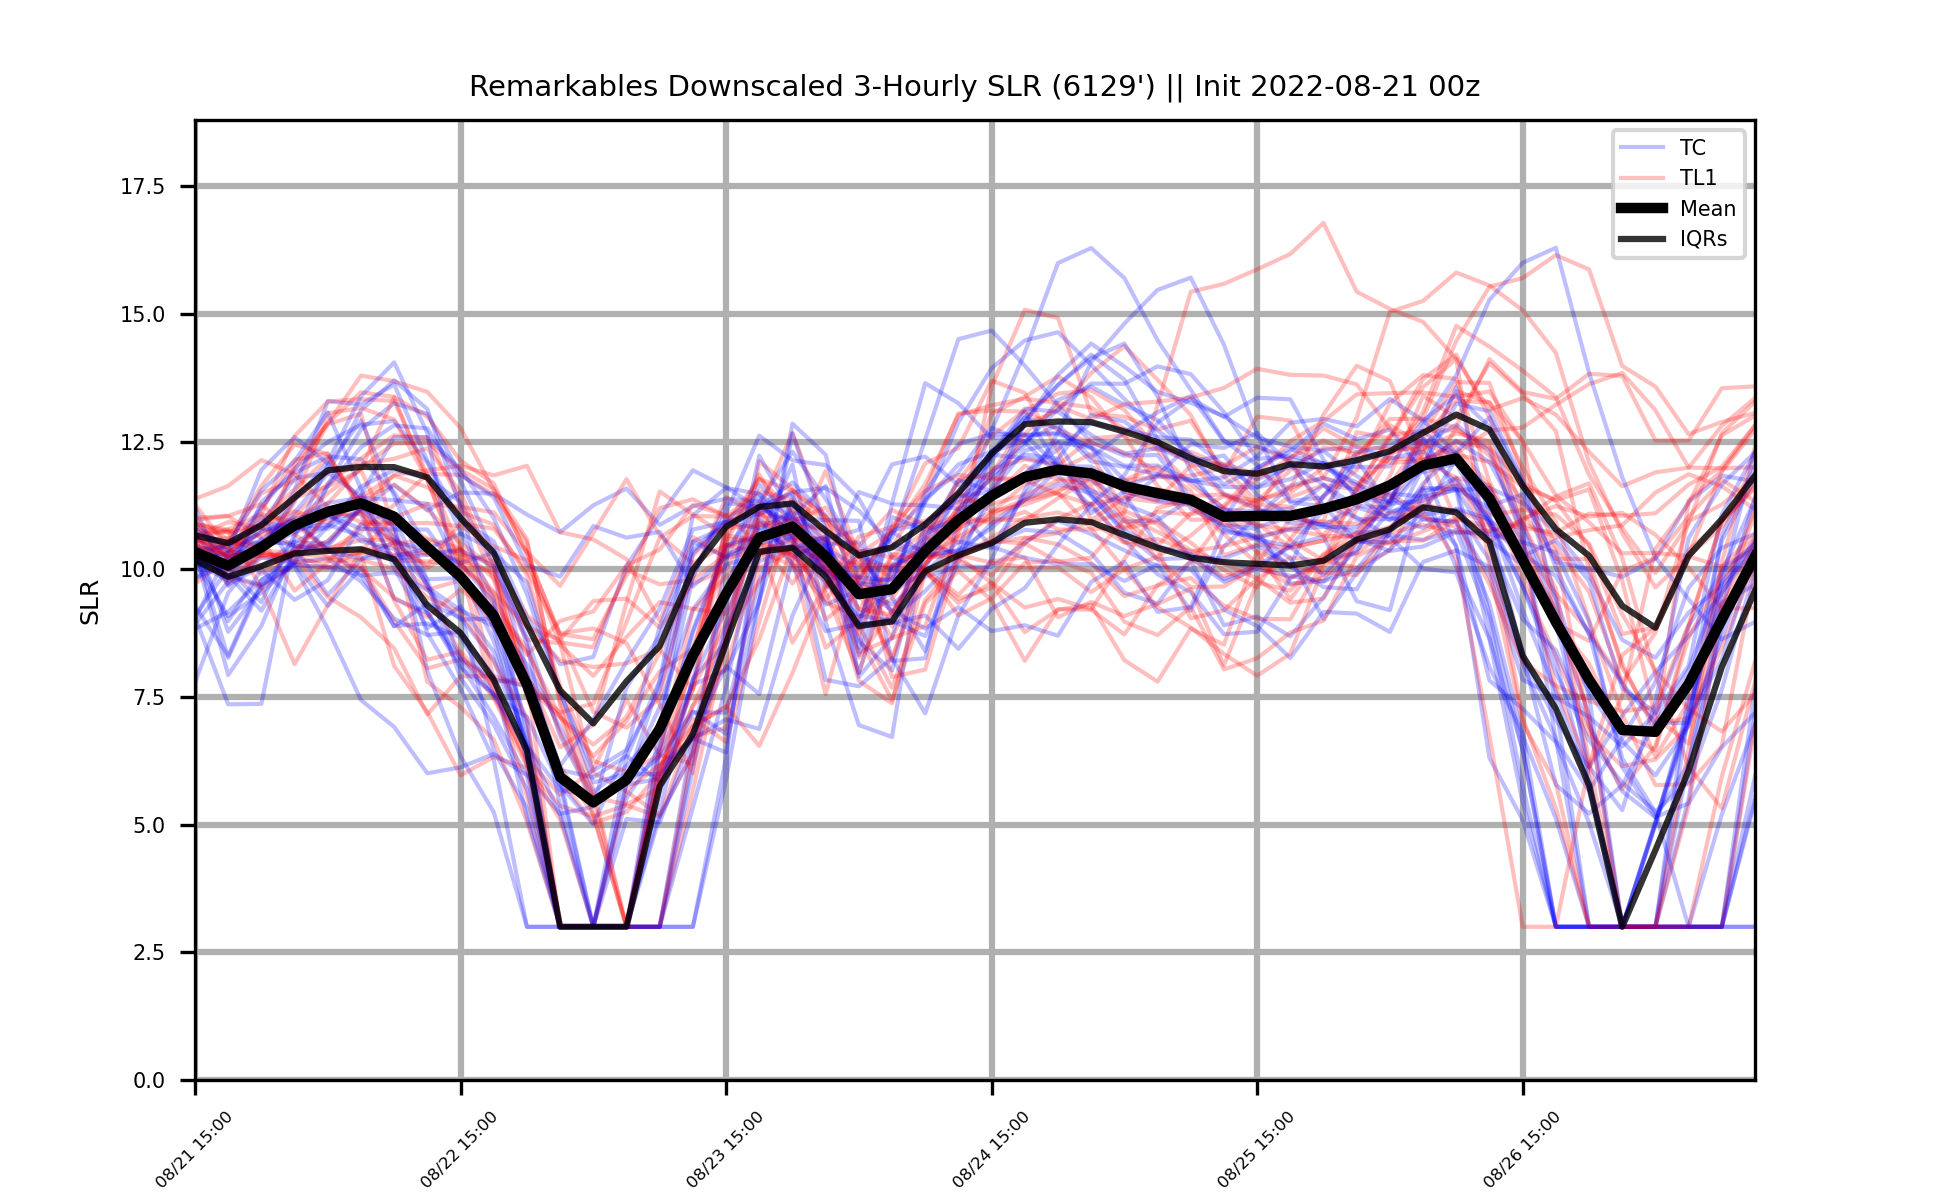 Remarkables Downscaled 3-Hourly SLR (6129') || Init 2022-08-21 00z
TC
TL1
Mean
IQRs
SLR
17.5
15.0
12.5
10.0
7.5
5.0
2.5
0.0
08/21 15:00
08/22 15:00
08/23 15:00
08/24 15:00
08/25 15:00
08/26 15:00